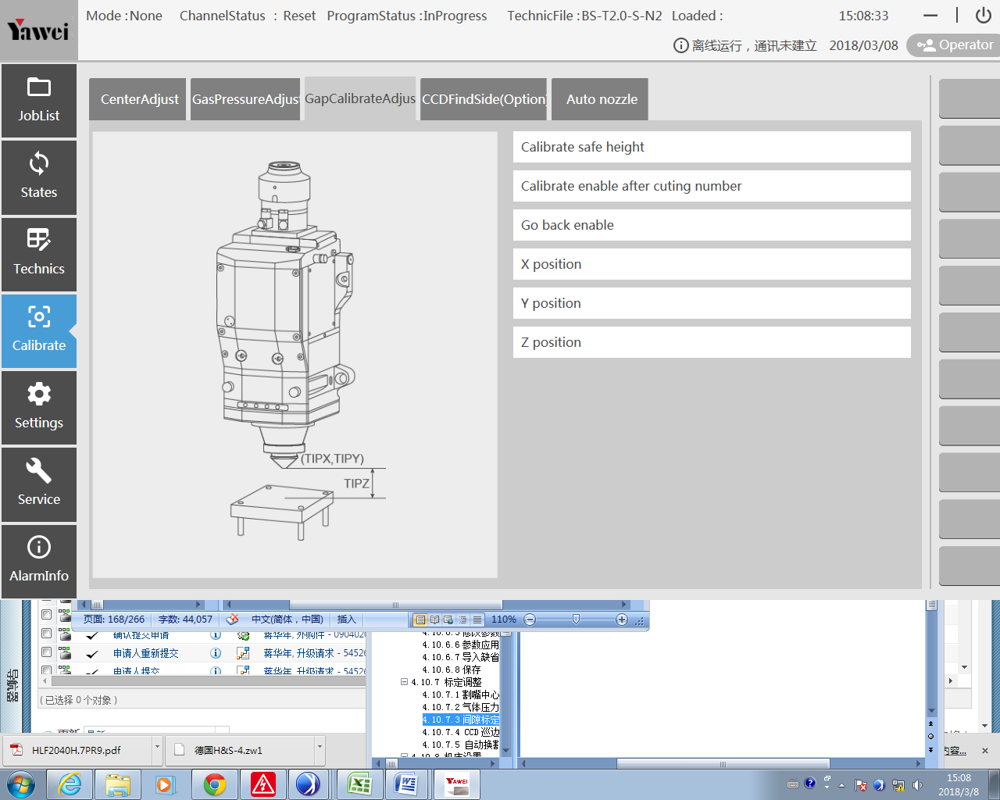 Yawei
Mode : None ChannelStatus : Reset ProgramStatus : InProgress TechnicFile : BS-T2.0-S-N2 Loaded : 15:08:33
离线运行，通讯未建立 2018/03/08 Operator
JobList
States
Technics
Calibrate
Settings
Service
AlarmInfo
CenterAdjust GasPressureAdjust GapCalibrateAdjus CCDFindSide(Option) Auto nozzle
Calibrate safe height
Calibrate enable after cuting number
Go back enable
X position
Y position
Z position
(TIPX,TIPY)
TIPZ
页面: 168/266 字数: 44,057 中文(简体，中国) 插入 110%
确认提交申请 蒋华年, 外购件 - 090402
申请人重新提交 蒋华年, 升级请求 - 5452
申请人提交 蒋华年, 升级请求 - 5452
(已选择 0 个对象)
导航器
更新
4.10.6.5 修改参数
4.10.6.6 参数应用
4.10.6.7 导入缺省
4.10.6.8 保存
4.10.7 标定调整
4.10.7.1 割嘴中心
4.10.7.2 气体压力
4.10.7.3 间隙标定
4.10.7.4 CCD 巡边
4.10.7.5 自动换割
4.10.8 机床设置
HLF2040H.7PR9.pdf 德国H&S-4.zw1 内容...
YAWEI
15:08
2018/3/8